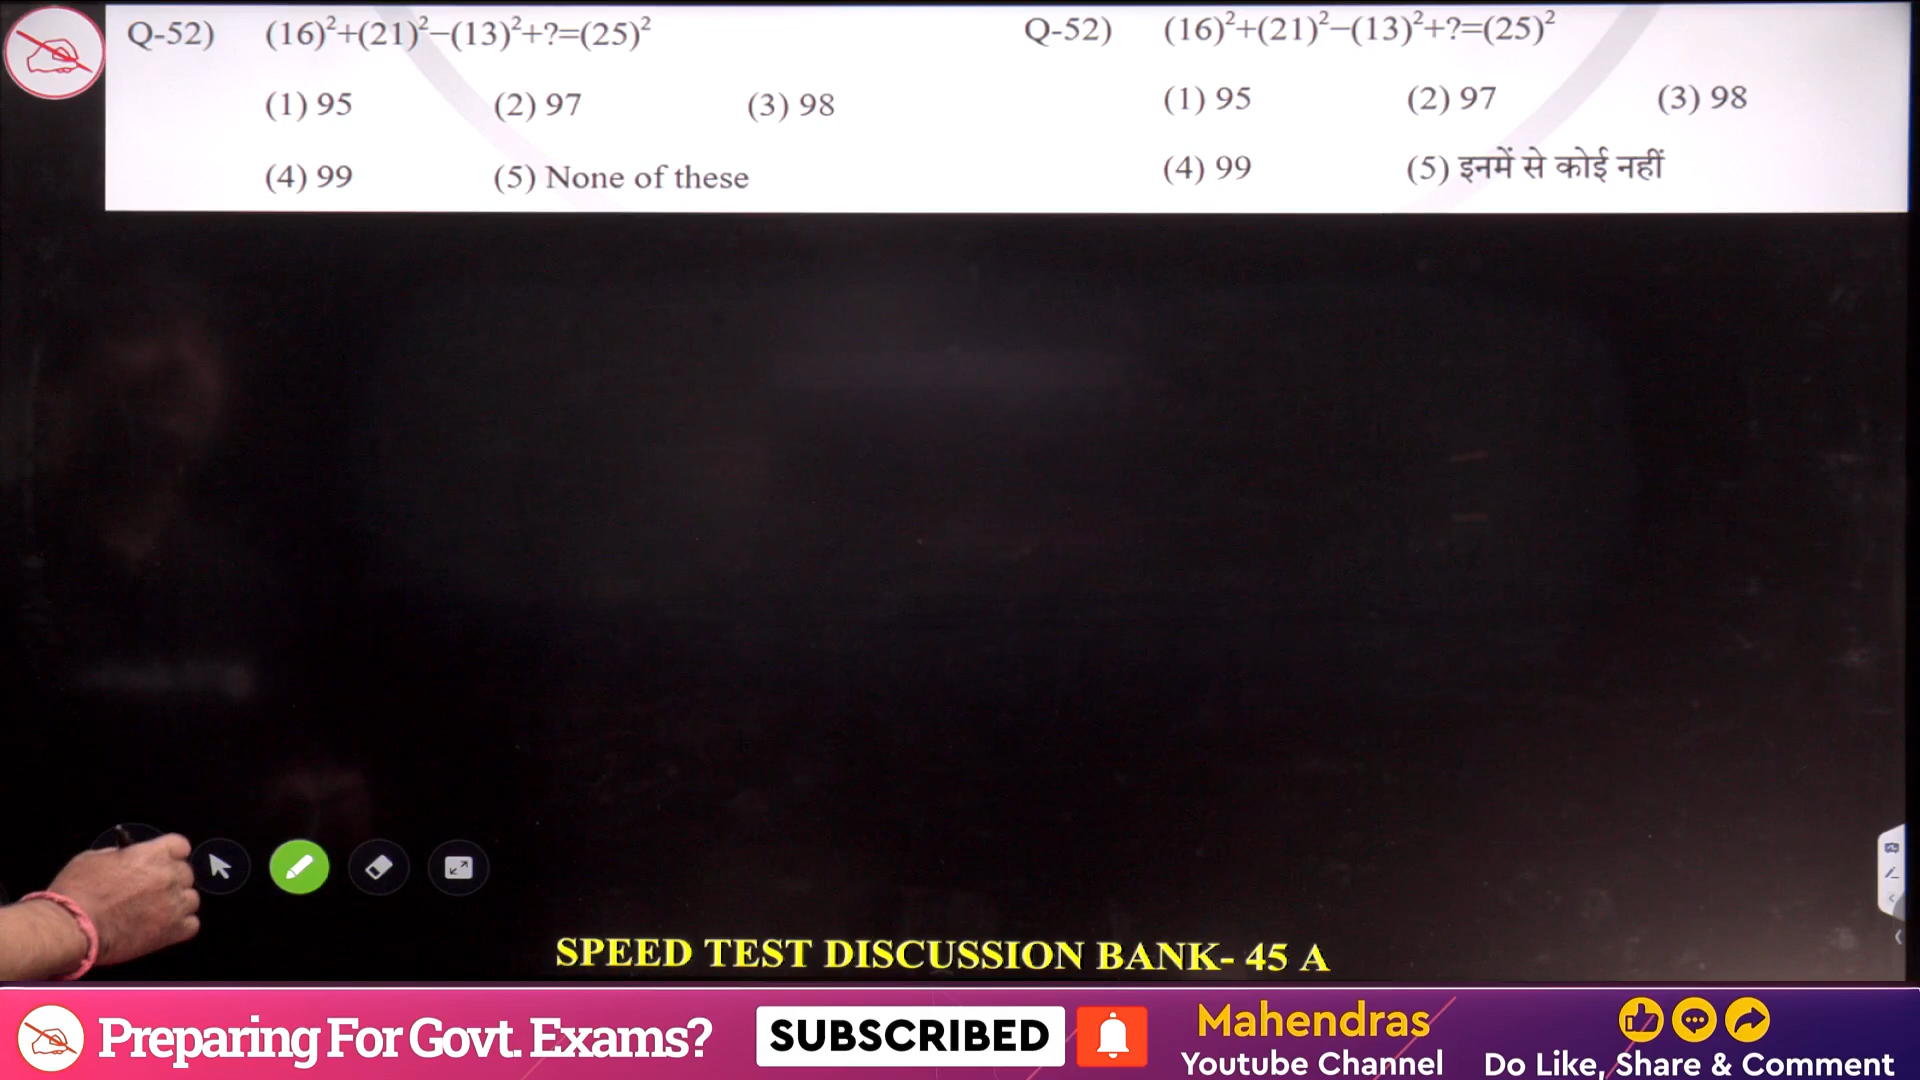 Q-52) (16)²+(21)²−(13)²+?=(25)²
(1) 95 (2) 97 (3) 98
(4) 99 (5) None of these
Q-52) (16)²+(21)²−(13)²+?=(25)²
(1) 95 (2) 97 (3) 98
(4) 99 (5) इनमें से कोई नहीं
SPEED TEST DISCUSSION BANK- 45 A
Preparing For Govt. Exams?
SUBSCRIBED
Mahendras
Youtube Channel
Do Like, Share & Comment